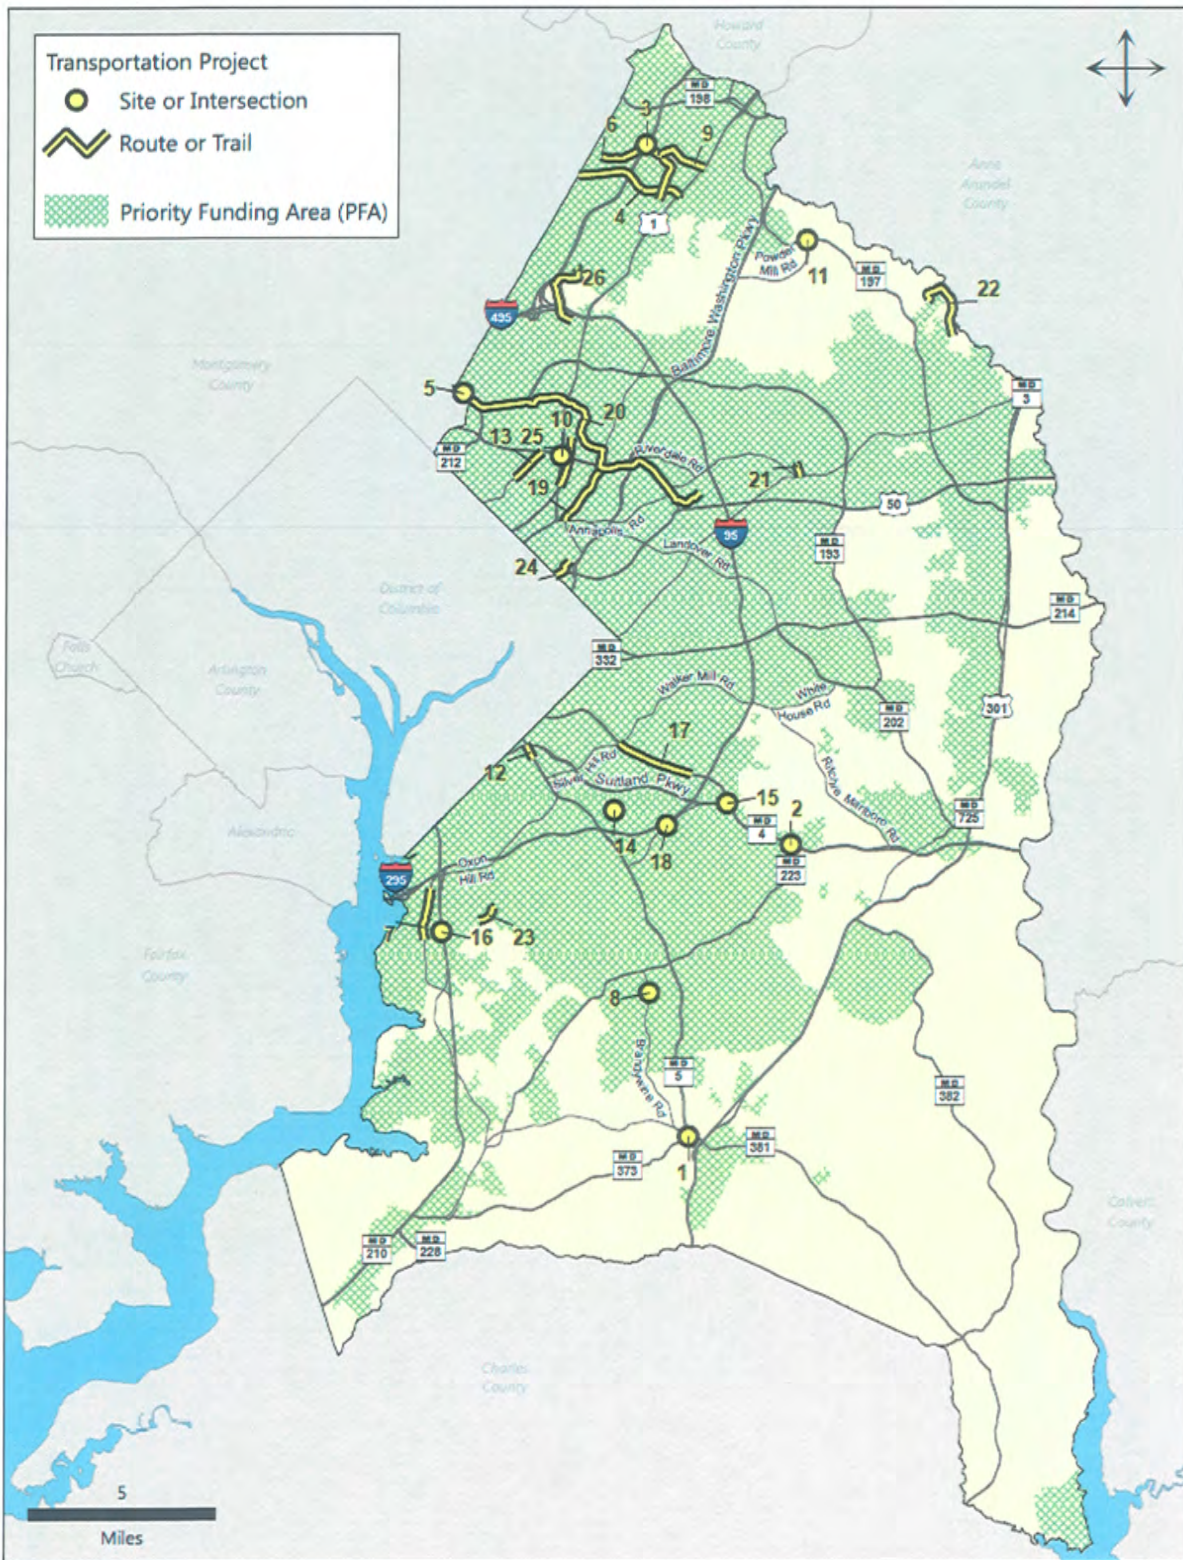 Howard
County
Transportation Project
Site or Intersection
Route or Trail
Priority Funding Area (PFA)
MD
198
3
6
9
4
1
Anne
Arundel
County
Baltimore Washington Pkwy
Powder
Mill Rd
11
MD
197
22
26
495
Montgomery
County
5
MD
3
20
10
13
25
MD
212
Riverdale Rd
21
19
50
Annapolis Rd
95
Landover Rd
MD
193
24
District of
Columbia
MD
214
Falls
Church
MD
332
Arlington
County
Walker Mill Rd
White
House Rd
MD
202
301
17
12
Silver Hill Rd
Suitland Pkwy
Ritchie Marlboro Rd
15
2
MD
4
MD
725
Alexandria
14
18
MD
223
Oxon
Hill Rd
295
7
16
23
Fairfax
County
8
Brandywine Rd
MD
5
MD
382
1
MD
381
MD
373
Calvert
County
MD
210
MD
228
Charles
County
5
Miles